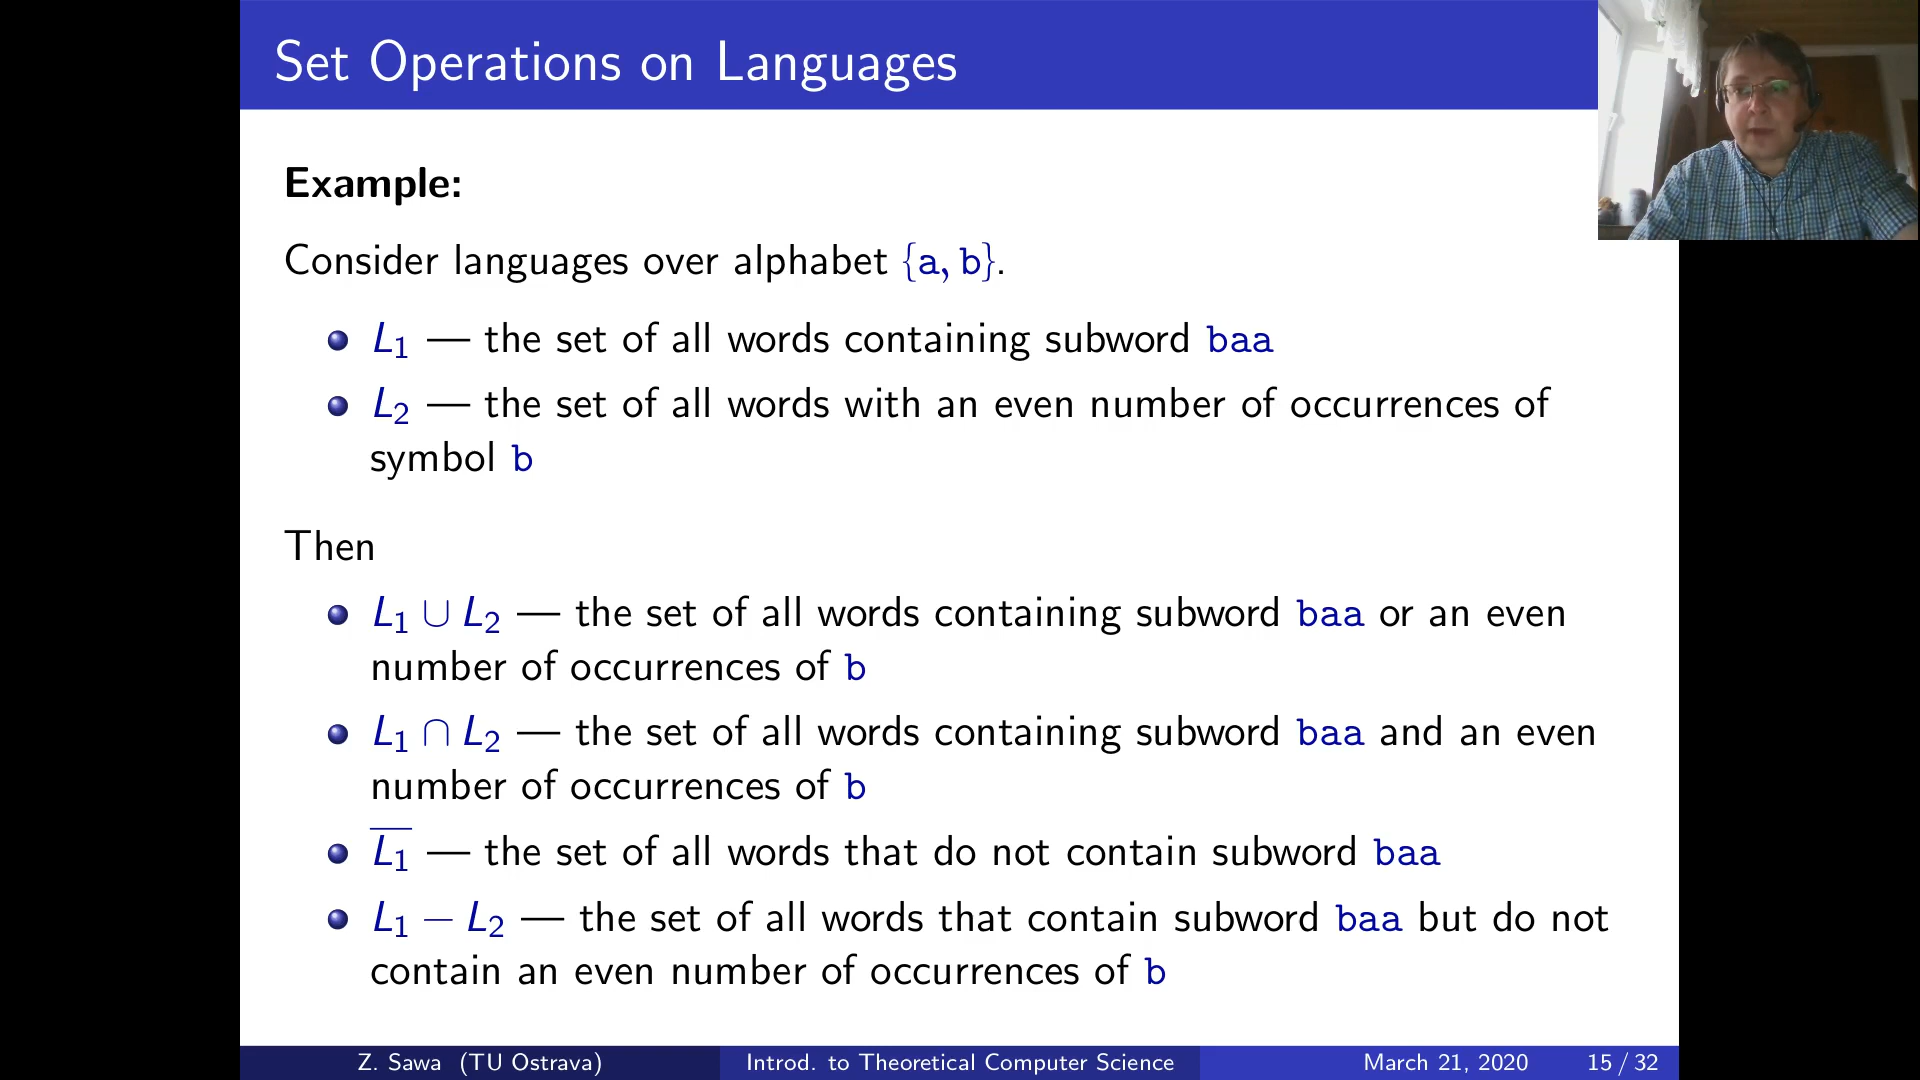 Set Operations on Languages
Example:
Consider languages over alphabet {a, b}.
L₁ — the set of all words containing subword baa
L₂ — the set of all words with an even number of occurrences of
symbol b
Then
L₁ ∪ L₂ — the set of all words containing subword baa or an even
number of occurrences of b
L₁ ∩ L₂ — the set of all words containing subword baa and an even
number of occurrences of b
L̅₁ — the set of all words that do not contain subword baa
L₁ − L₂ — the set of all words that contain subword baa but do not
contain an even number of occurrences of b
Z. Sawa (TU Ostrava) Introd. to Theoretical Computer Science March 21, 2020 15 / 32